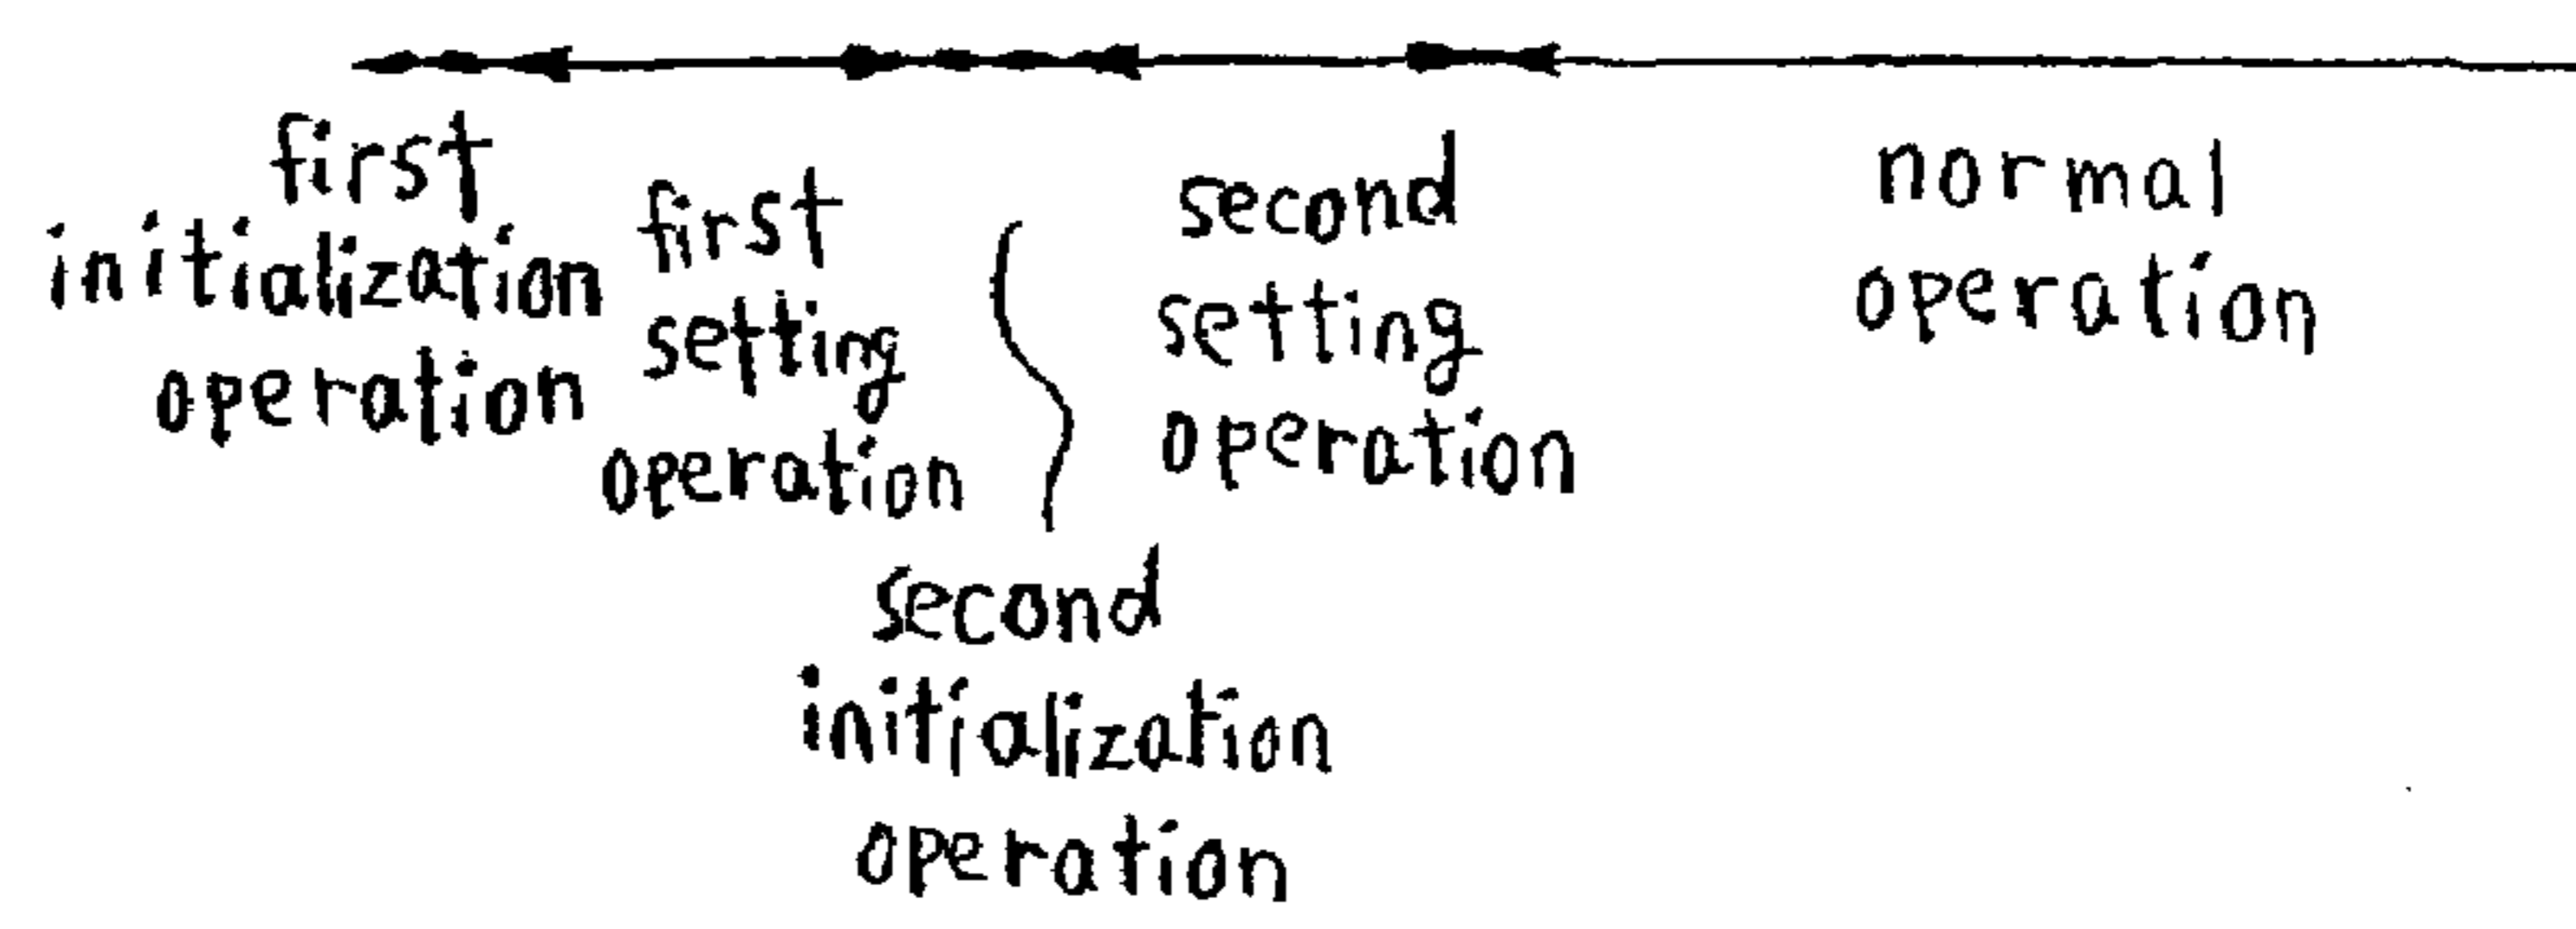 first
initialization
operation
first
setting
operation
second
initialization
operation
second
setting
operation
normal
operation